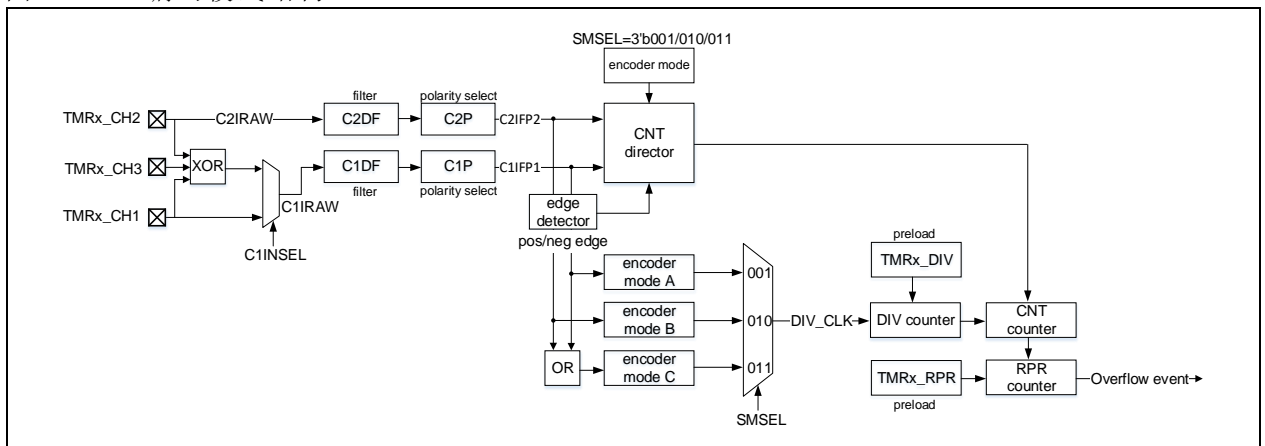 SMSEL=3'b001/010/011
encoder mode
filter
polarity select
TMRx_CH2
C2IRAW
C2DF
C2P
C2IFP2
CNT
director
TMRx_CH3
XOR
C1DF
C1P
C1IFP1
filter
polarity select
C1IRAW
TMRx_CH1
edge
detector
C1INSEL
pos/neg edge
preload
TMRx_DIV
encoder
mode A
001
encoder
mode B
010
DIV_CLK
DIV counter
CNT
counter
OR
encoder
mode C
011
TMRx_RPR
RPR
counter
Overflow event
preload
SMSEL